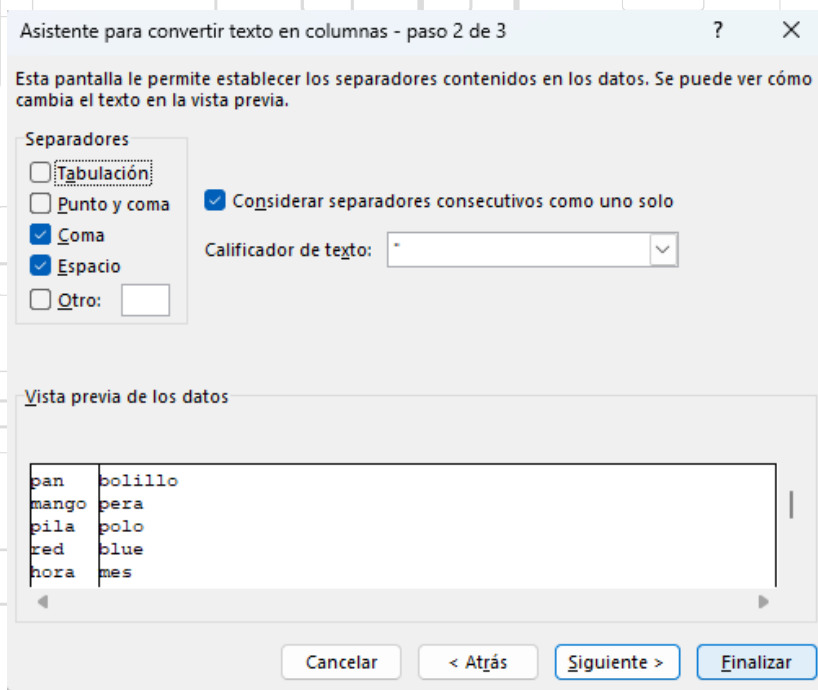 Asistente para convertir texto en columnas - paso 2 de 3 ?
Esta pantalla le permite establecer los separadores contenidos en los datos. Se puede ver cómo
cambia el texto en la vista previa.
Separadores
Tabulación
Punto y coma
Coma
Espacio
Otro:
Considerar separadores consecutivos como uno solo
Calificador de texto: "
Vista previa de los datos
pan bolillo
mango pera
pila polo
red blue
hora mes
Cancelar < Atrás Siguiente > Finalizar